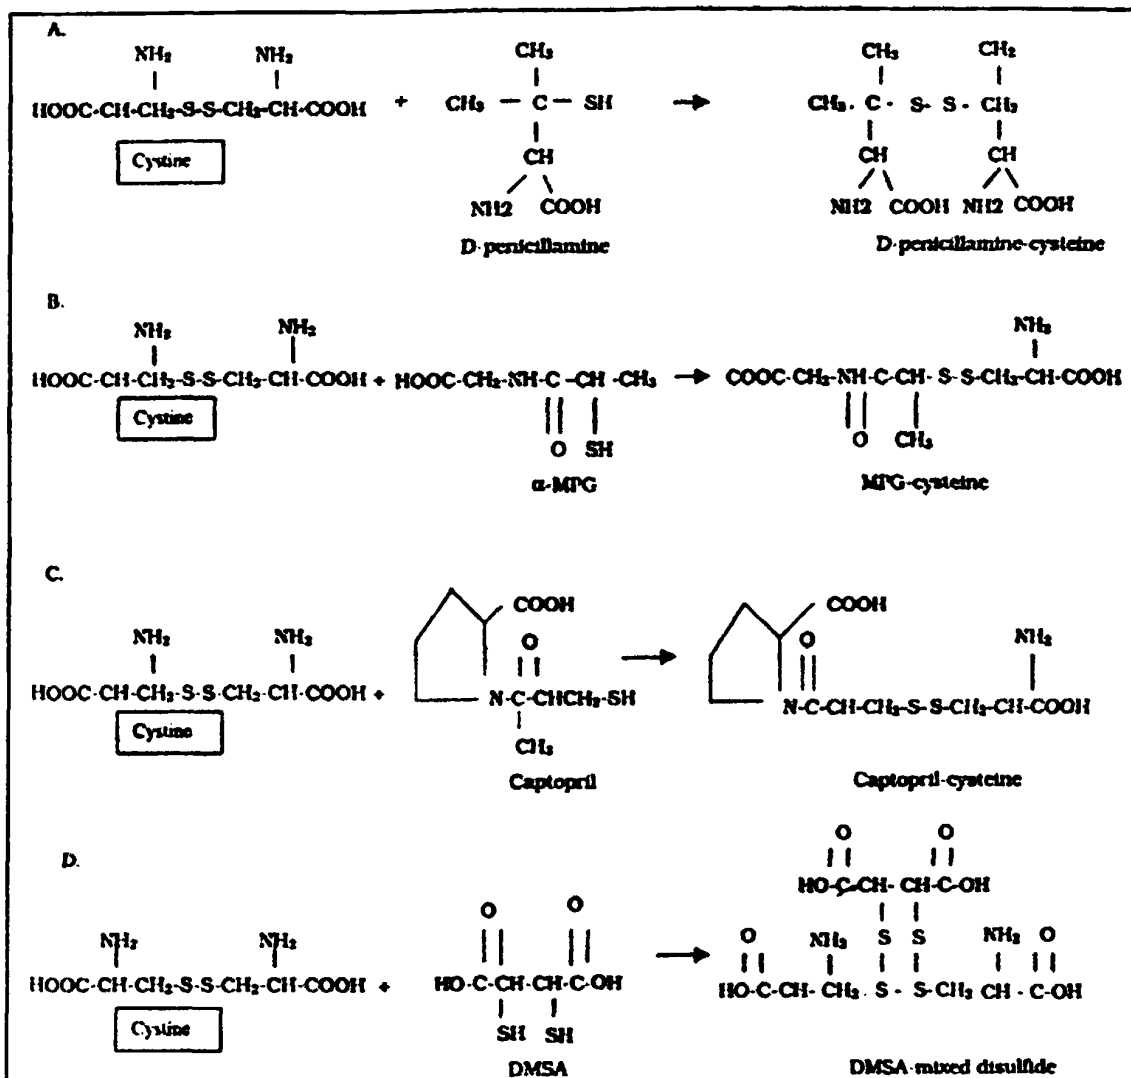 A.
NH₂ NH₂ CH₃ CH₃ CH₂
HOOC-CH-CH₂-S-S-CH₂-CH-COOH + CH₃ — C — SH → CH₃ - C - S - S - CH₂
Cystine CH CH CH
NH2 COOH NH2 COOH NH2 COOH
D-penicillamine D-penicillamine-cysteine
B.
NH₂ NH₂ NH₂
HOOC-CH-CH₂-S-S-CH₂-CH-COOH + HOOC-CH₂-NH-C-CH-CH₃ → COOC-CH₂-NH-C-CH-S-S-CH₂-CH-COOH
Cystine O SH O CH₃
α-MPG MPG-cysteine
C.
COOH COOH
NH₂ NH₂ O O NH₂
HOOC-CH-CH₂-S-S-CH₂-CH-COOH + N-C-CHCH₂-SH → N-C-CH-CH₂-S-S-CH₂-CH-COOH
Cystine CH₃
Captopril Captopril-cysteine
D.
O O
HO-C-CH-CH-C-OH
O O
NH₂ NH₂ O NH₂ S S NH₂ O
HOOC-CH-CH₂-S-S-CH₂-CH-COOH + HO-C-CH-CH-C-OH → HO-C-CH-CH₂ S - S-CH₂ CH - C-OH
Cystine SH SH
DMSA DMSA-mixed disulfide